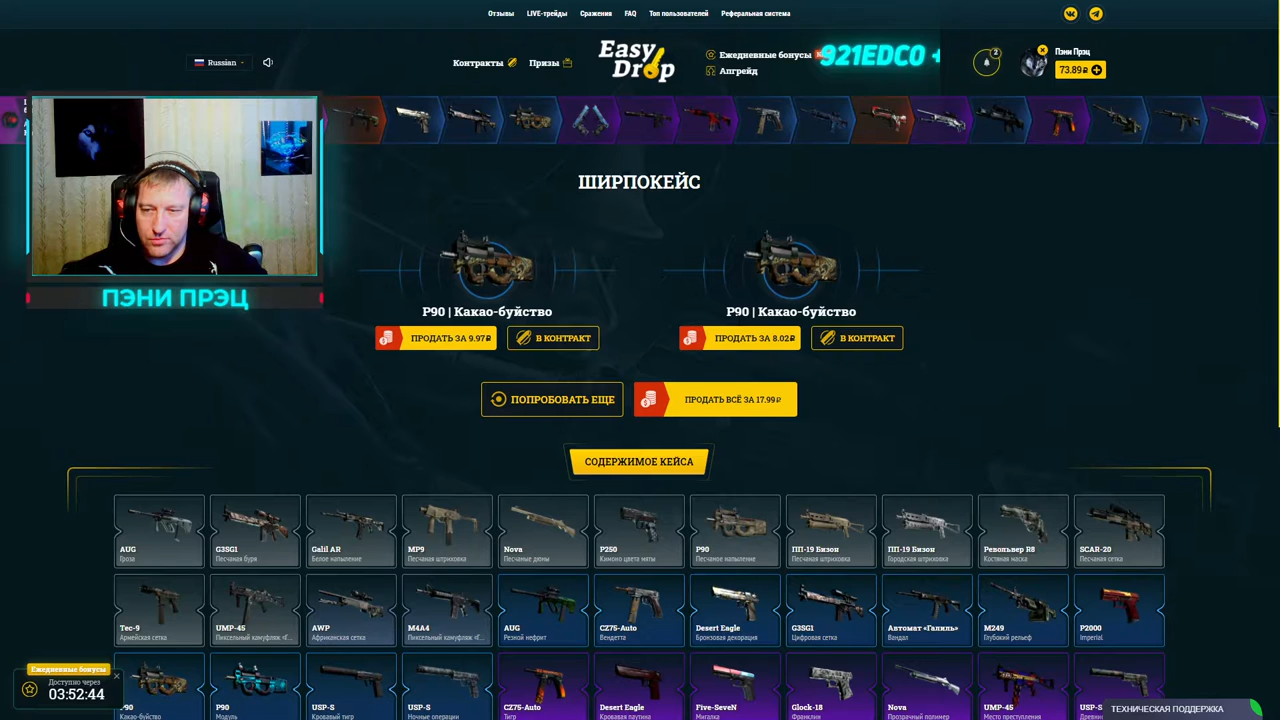 Отзывы LIVE-трейды Сражения FAQ Топ пользователей Реферальная система
Russian
Контракты Призы
Easy Drop
Ежедневные бонусы
Апгрейд
921EDC0 +
2
Пэни Прэц
73.89₽
ШИРПОКЕЙС
ПЭНИ ПРЭЦ
P90 | Какао-буйство P90 | Какао-буйство
ПРОДАТЬ ЗА 9.97₽ В КОНТРАКТ ПРОДАТЬ ЗА 8.02₽ В КОНТРАКТ
ПОПРОБОВАТЬ ЕЩЕ ПРОДАТЬ ВСЁ ЗА 17.99₽
СОДЕРЖИМОЕ КЕЙСА
AUG G3SG1 Galil AR MP9 Nova P250 P90 ПП-19 Бизон ПП-19 Бизон Револьвер R8 SCAR-20
Гроза Песчаная буря Белое напыление Песчаная штриховка Песчаные дюны Кимоно цвета мяты Песчаное напыление Песчаная штриховка Городская штриховка Костяная маска Песчаная сетка
Tec-9 UMP-45 AWP M4A4 AUG CZ75-Auto Desert Eagle G3SG1 Автомат «Галиль» M249 P2000
Армейская сетка Пиксельный камуфляж «Г... Африканская сетка Пиксельный камуфляж «Г... Резной нефрит Вендетта Бронзовая декорация Цифровая сетка Вандал Глубокий рельеф Imperial
Ежедневные бонусы
Доступно через
03:52:44
P90 P90 USP-S USP-S CZ75-Auto Desert Eagle Five-SeveN Glock-18 Nova UMP-45 USP-S
Какао-буйство Модуль Кровавый тигр Ночные операции Тигр Кровавая паутина Мигалка Франклин Прозрачный полимер Место преступления
ТЕХНИЧЕСКАЯ ПОДДЕРЖКА